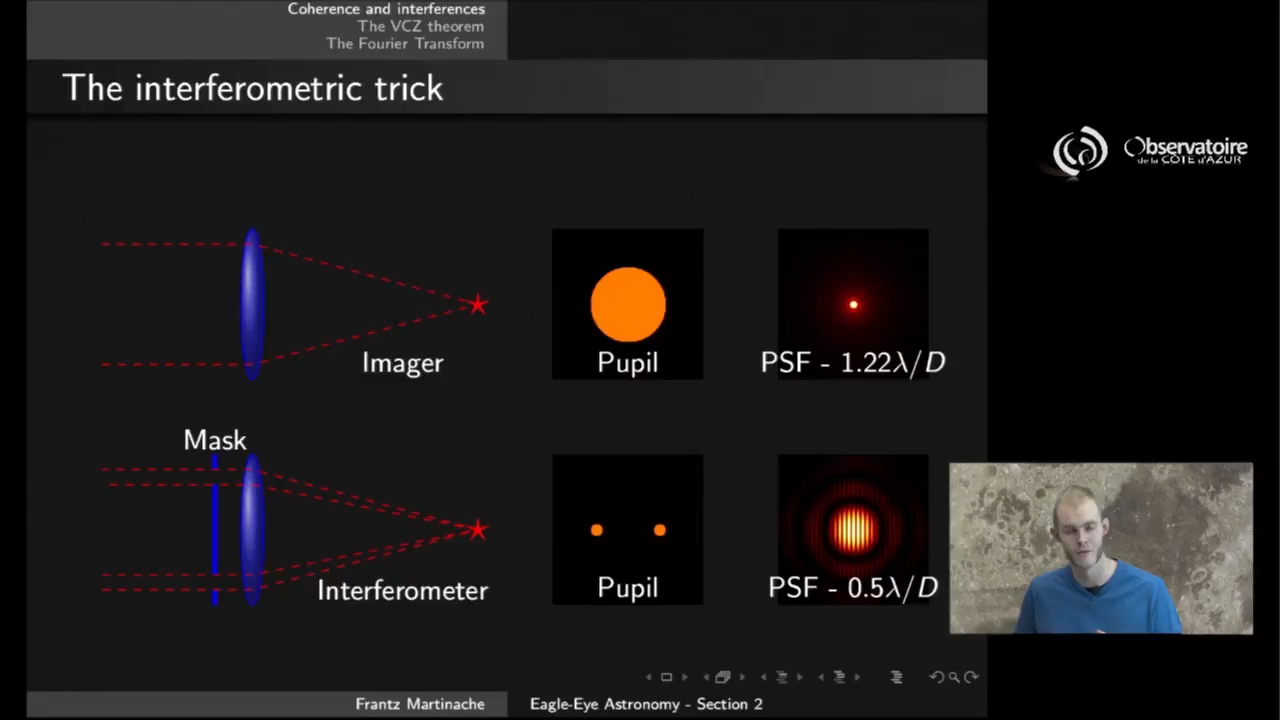 Coherence and interferences
The VCZ theorem
The Fourier Transform
The interferometric trick
Observatoire
de la CÔTE d'AZUR
Imager
Pupil
PSF - 1.22λ/D
Mask
Interferometer
Pupil
PSF - 0.5λ/D
Frantz Martinache
Eagle-Eye Astronomy - Section 2